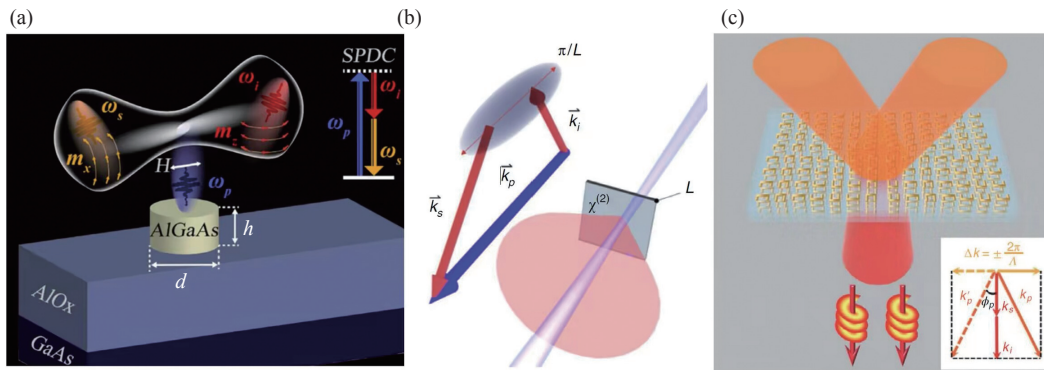 (a)
SPDC
ω_i
ω_s
ω_p
ω_i
ω_s
m_x
m_z
H
ω_p
AlGaAs
h
d
AlOx
GaAs
(b)
π/L
k_i
k_p
k_s
χ^(2)
L
(c)
Δk = ± 2π/Λ
k'_p
ϕ_p
k_s
k_p
k_i